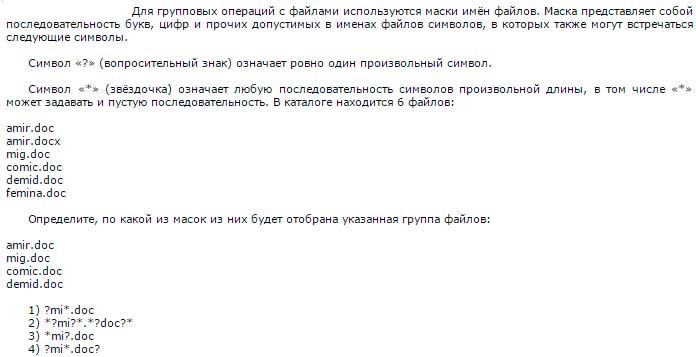 Для групповых операций с файлами используются маски имён файлов. Маска представляет собой
последовательность букв, цифр и прочих допустимых в именах файлов символов, в которых также могут встречаться
следующие символы.
Символ «?» (вопросительный знак) означает ровно один произвольный символ.
Символ «*» (звёздочка) означает любую последовательность символов произвольной длины, в том числе «*»
может задавать и пустую последовательность. В каталоге находится 6 файлов:
amir.doc
amir.docx
mig.doc
comic.doc
demid.doc
femina.doc
Определите, по какой из масок из них будет отобрана указанная группа файлов:
amir.doc
mig.doc
comic.doc
demid.doc
1) ?mi*.doc
2) *?mi?*.*?doc?*
3) *mi?.doc
4) ?mi*.doc?